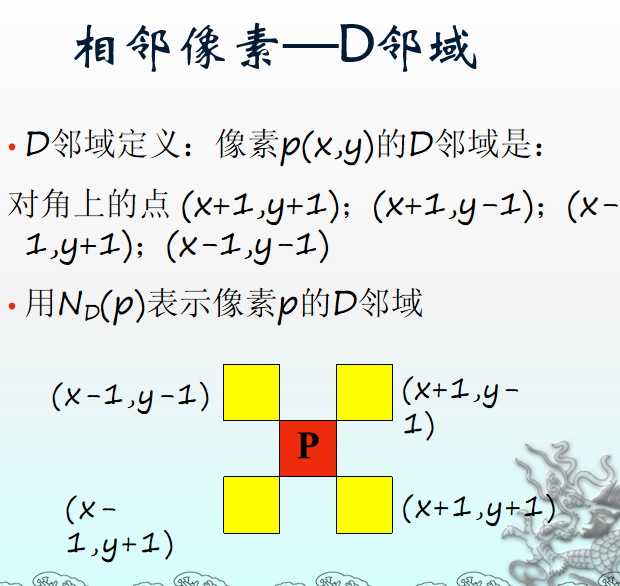 相邻像素—D邻域
• D邻域定义：像素p(x,y)的D邻域是：
对角上的点 (x+1,y+1)；(x+1,y-1)；(x-
1,y+1)；(x-1,y-1)
• 用ND(p)表示像素p的D邻域
(x-1,y-1)
(x+1,y-
1)
P
(x-
1,y+1)
(x+1,y+1)